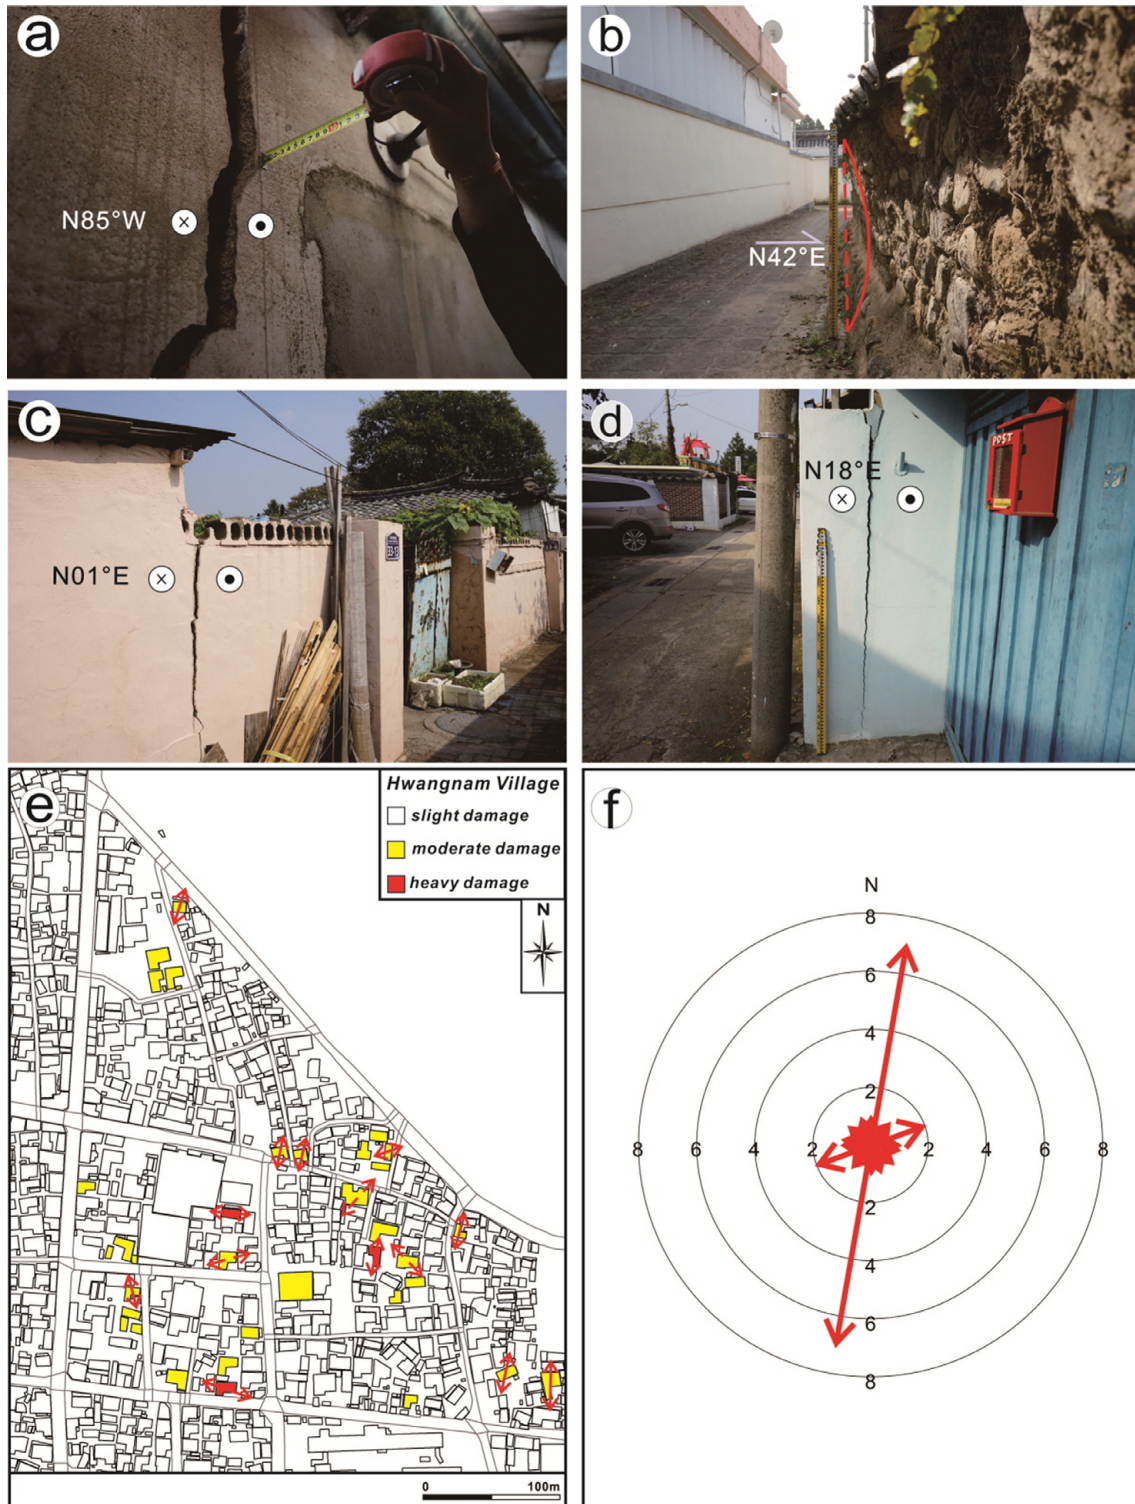 a
N85°W
b
N42°E
c
N01°E
d
N18°E
POST
e
Hwangnam Village
slight damage
moderate damage
heavy damage
N
0 100m
f
N
8
6
4
2
8 6 4 2 2 4 6 8
2
4
6
8